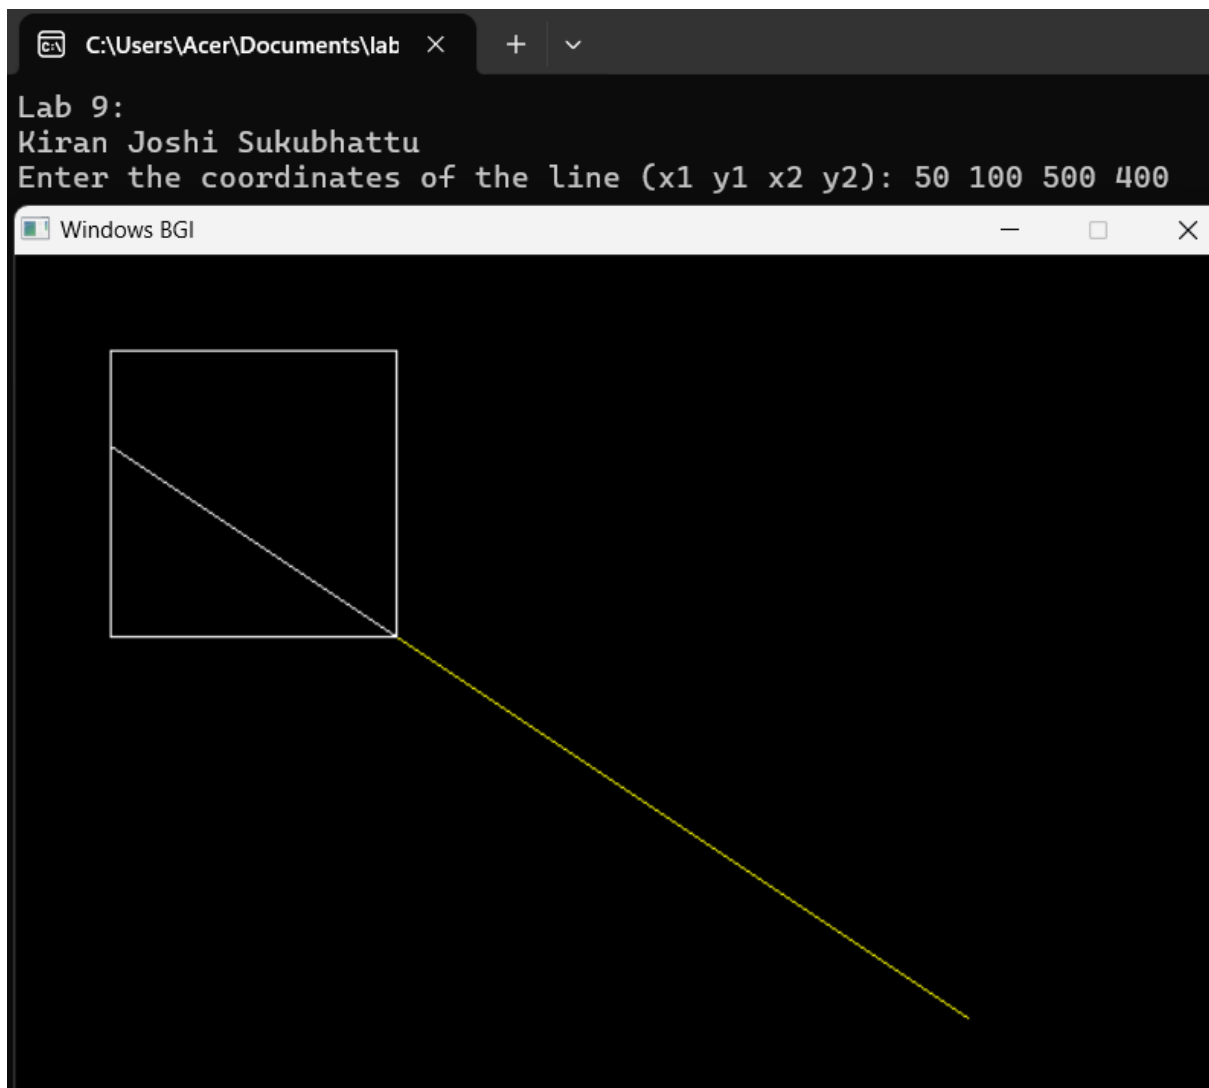 C:\Users\Acer\Documents\lab
Lab 9:
Kiran Joshi Sukubhattu
Enter the coordinates of the line (x1 y1 x2 y2): 50 100 500 400
Windows BGI